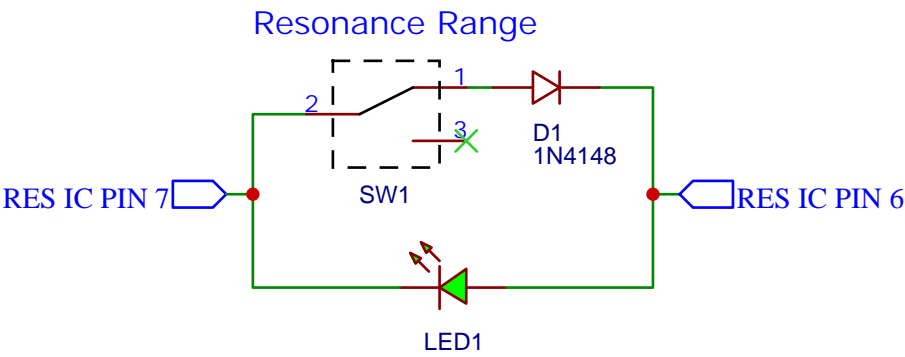 Resonance Range
1
2
3
D1
1N4148
SW1
RES IC PIN 7
RES IC PIN 6
LED1